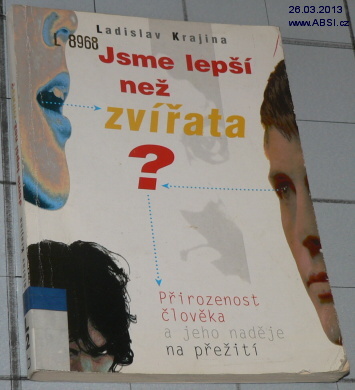 26.03.2013
www.ABSI.cz
Ladislav Krajina
L 8968
Jsme lepší
než
zvířata
?
Přirozenost
člověka
a jeho naděje
na přežití